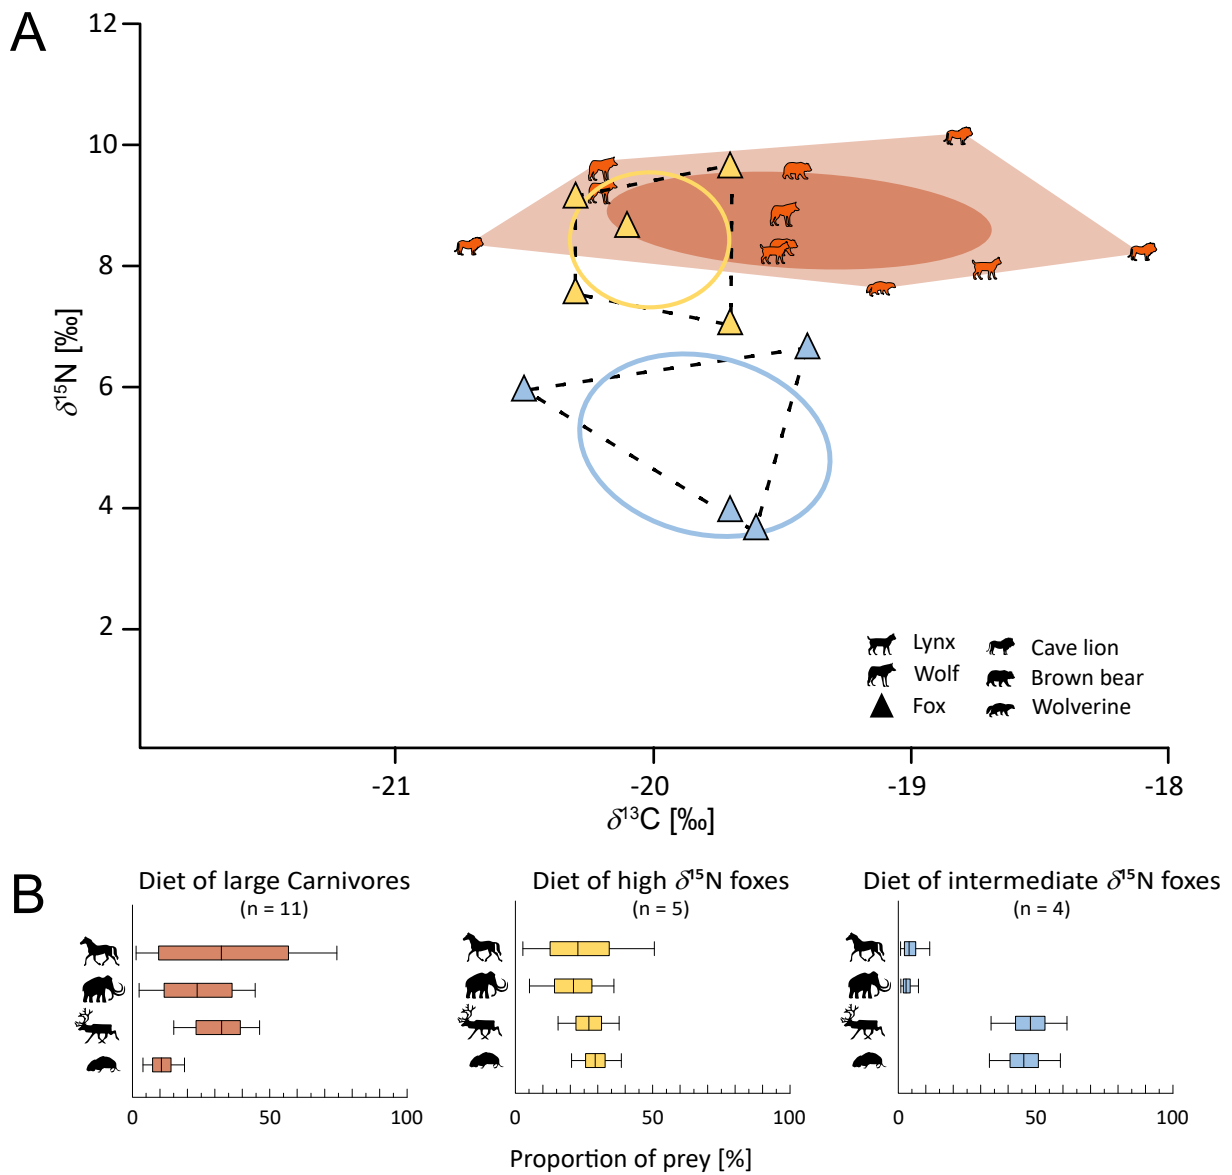 A
12
10
8
6
4
2
δ15N [‰]
-21
-20
-19
-18
δ13C [‰]
Lynx
Wolf
Fox
Cave lion
Brown bear
Wolverine
B
Diet of large Carnivores
(n = 11)
0 50 100
Diet of high δ15N foxes
(n = 5)
0 50 100
Diet of intermediate δ15N foxes
(n = 4)
0 50 100
Proportion of prey [%]